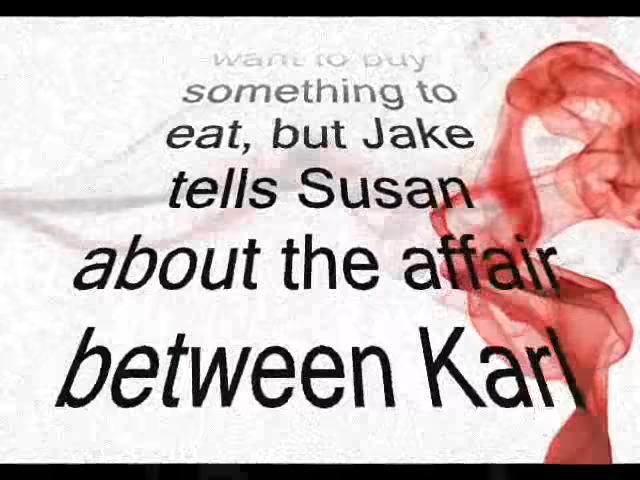 want to buy
something to
eat, but Jake
tells Susan
about the affair
between Karl